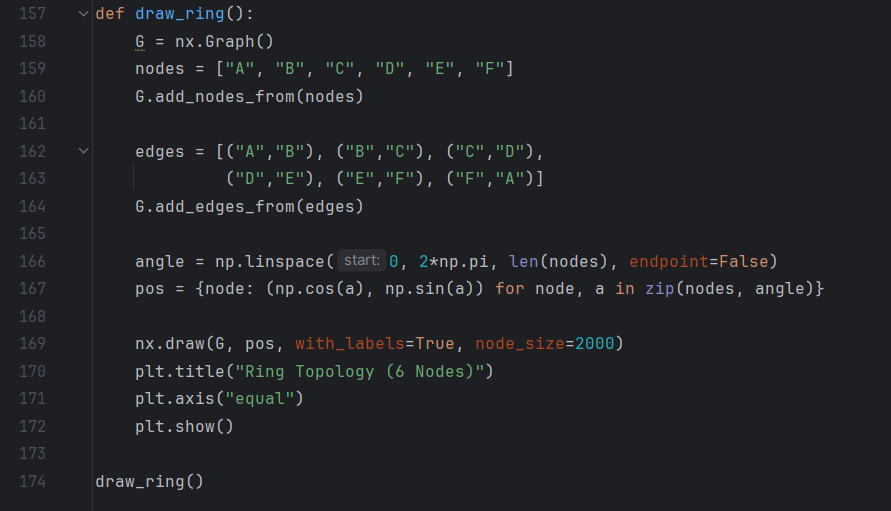 157 def draw_ring():
158     G = nx.Graph()
159     nodes = ["A", "B", "C", "D", "E", "F"]
160     G.add_nodes_from(nodes)
161
162     edges = [("A","B"), ("B","C"), ("C","D"),
163              ("D","E"), ("E","F"), ("F","A")]
164     G.add_edges_from(edges)
165
166     angle = np.linspace( start: 0, 2*np.pi, len(nodes), endpoint=False)
167     pos = {node: (np.cos(a), np.sin(a)) for node, a in zip(nodes, angle)}
168
169     nx.draw(G, pos, with_labels=True, node_size=2000)
170     plt.title("Ring Topology (6 Nodes)")
171     plt.axis("equal")
172     plt.show()
173
174 draw_ring()